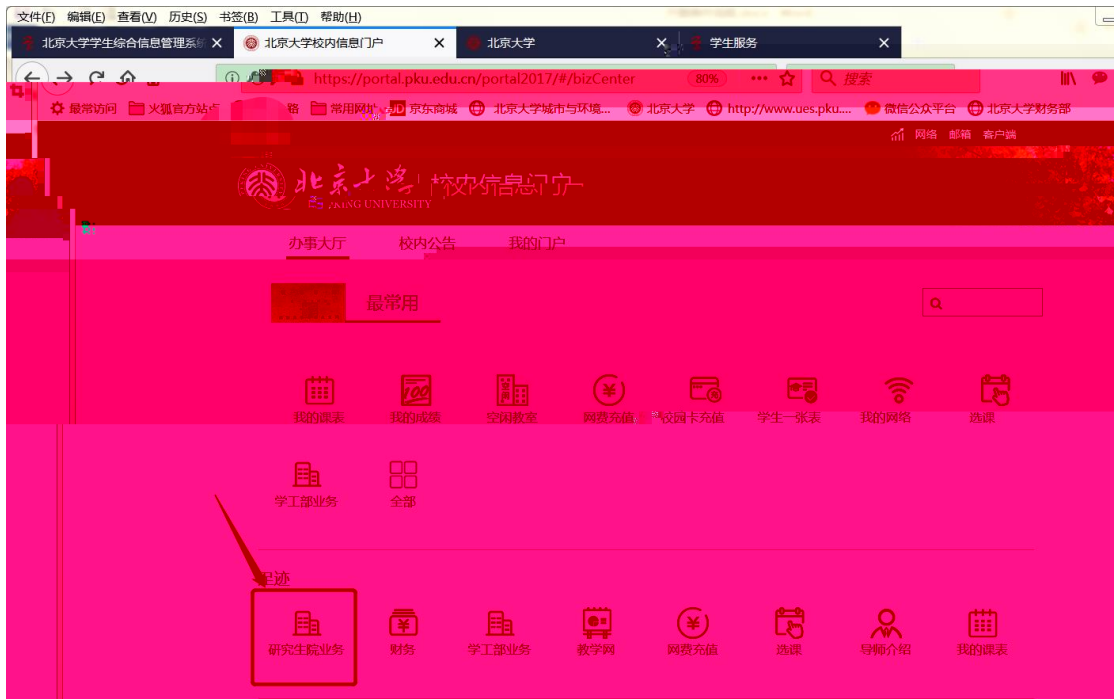 文件(F) 编辑(E) 查看(V) 历史(S) 书签(B) 工具(T) 帮助(H)
北京大学学生综合信息管理系统 北京大学校内信息门户 北京大学 学生服务
https://portal.pku.edu.cn/portal2017/#/bizCenter 80% 搜索
最常访问 火狐官方站点 常用网址 JD 京东商城 北京大学城市与环境... 北京大学 http://www.ues.pku.... 微信公众平台 北京大学财务部
网络 邮箱 客户端
北京大学 校内信息门户
PEKING UNIVERSITY
办事大厅 校内公告 我的门户
最常用
我的课表 我的成绩 空闲教室 网费充值 校园卡充值 学生一张表 我的网络 选课
学工部业务 全部
足迹
研究生院业务 财务 学工部业务 教学网 网费充值 选课 导师介绍 我的课表